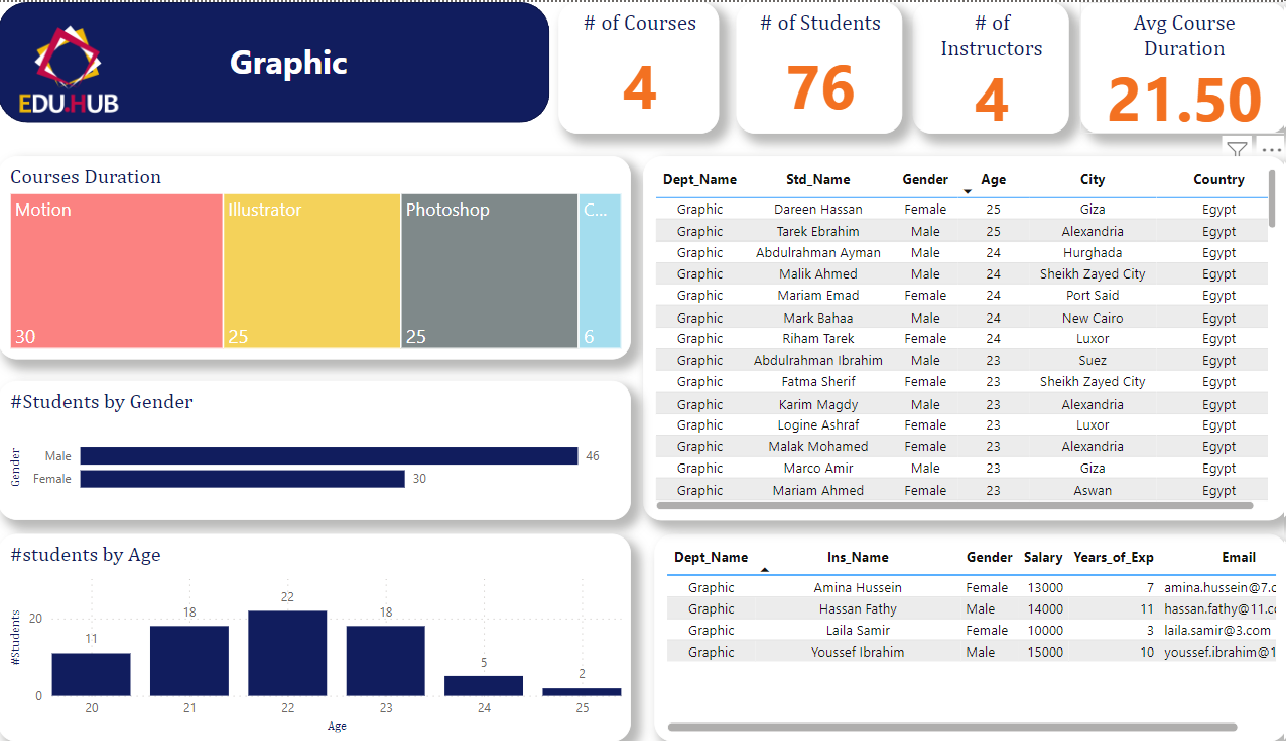 EDU.HUB
Graphic
# of Courses
4
# of Students
76
# of
Instructors
4
Avg Course
Duration
21.50
Courses Duration
Motion
30
Illustrator
25
Photoshop
25
C...
6
#Students by Gender
Gender
Male 46
Female 30
#students by Age
#Students
20
0
11
18
22
18
5
2
20 21 22 23 24 25
Age
Dept_Name Std_Name Gender Age City Country
Graphic Dareen Hassan Female 25 Giza Egypt
Graphic Tarek Ebrahim Male 25 Alexandria Egypt
Graphic Abdulrahman Ayman Male 24 Hurghada Egypt
Graphic Malik Ahmed Male 24 Sheikh Zayed City Egypt
Graphic Mariam Emad Female 24 Port Said Egypt
Graphic Mark Bahaa Male 24 New Cairo Egypt
Graphic Riham Tarek Female 24 Luxor Egypt
Graphic Abdulrahman Ibrahim Male 23 Suez Egypt
Graphic Fatma Sherif Female 23 Sheikh Zayed City Egypt
Graphic Karim Magdy Male 23 Alexandria Egypt
Graphic Logine Ashraf Female 23 Luxor Egypt
Graphic Malak Mohamed Female 23 Alexandria Egypt
Graphic Marco Amir Male 23 Giza Egypt
Graphic Mariam Ahmed Female 23 Aswan Egypt
Dept_Name Ins_Name Gender Salary Years_of_Exp Email
Graphic Amina Hussein Female 13000 7 amina.hussein@7.c
Graphic Hassan Fathy Male 14000 11 hassan.fathy@11.co
Graphic Laila Samir Female 10000 3 laila.samir@3.com
Graphic Youssef Ibrahim Male 15000 10 youssef.ibrahim@1